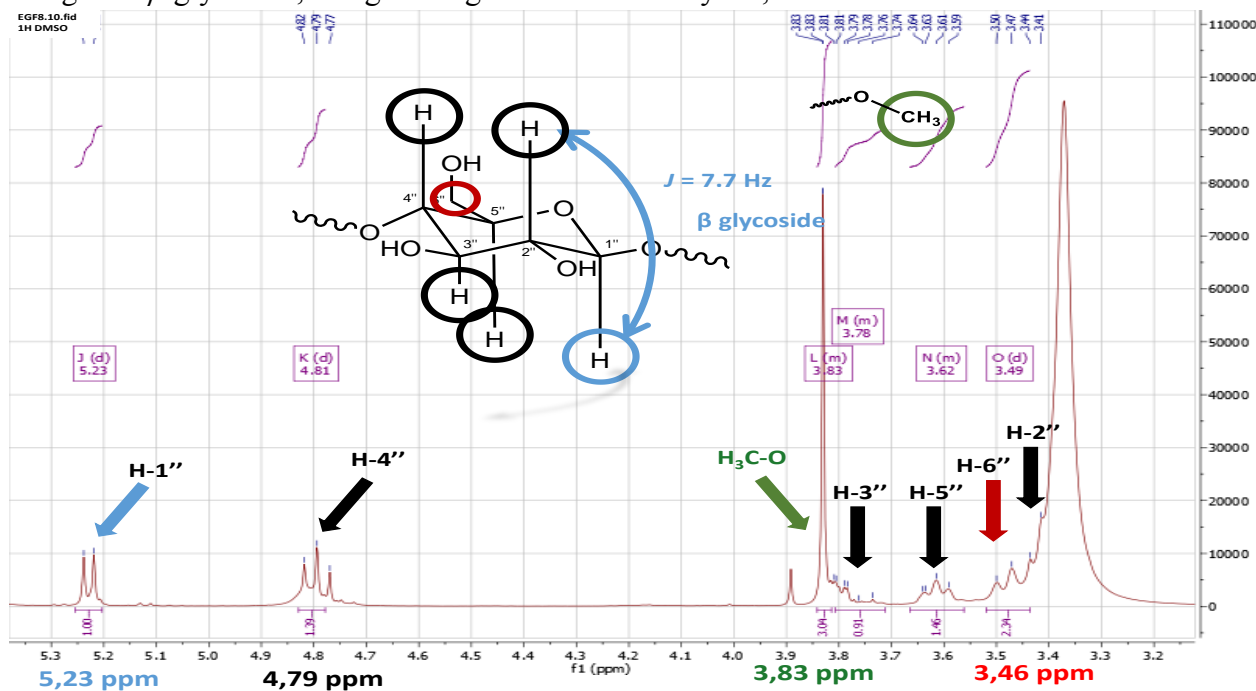 EGF8.10.fid
1H DMSO
4.82
4.79
4.77
3.83
3.83
3.81
3.81
3.79
3.78
3.76
3.74
3.64
3.63
3.61
3.59
3.50
3.47
3.44
3.41
110000
100000
90000
80000
70000
60000
50000
40000
30000
20000
10000
0
H
H
OH
O
CH3
4''
5''
O
O
HO
3''
2''
1''
O
OH
H
H
H
J = 7.7 Hz
β glycoside
J (d)
5.23
K (d)
4.81
L (m)
3.83
M (m)
3.78
N (m)
3.62
O (d)
3.49
H-1’’
H-4’’
H3C-O
H-3’’
H-5’’
H-6’’
H-2’’
1.00
1.39
3.04
0.91
1.46
2.34
5.3 5.2 5.1 5.0 4.9 4.8 4.7 4.6 4.5 4.4 4.3 4.2 4.1 4.0 3.9 3.8 3.7 3.6 3.5 3.4 3.3 3.2
f1 (ppm)
5,23 ppm
4,79 ppm
3,83 ppm
3,46 ppm